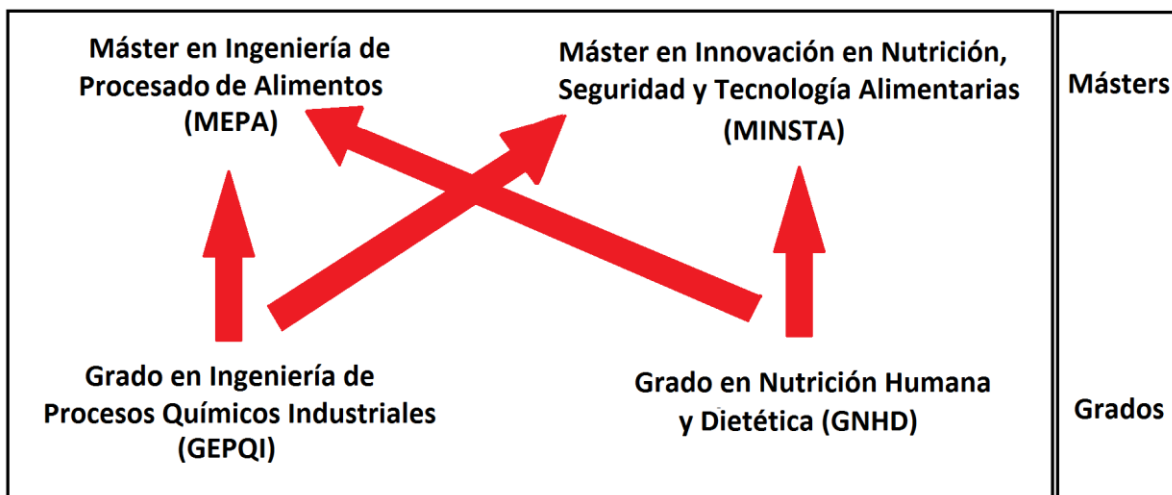 Máster en Ingeniería de
Procesado de Alimentos
(MEPA)
Máster en Innovación en Nutrición,
Seguridad y Tecnología Alimentarias
(MINSTA)
Másters
Grado en Ingeniería de
Procesos Químicos Industriales
(GEPQI)
Grado en Nutrición Humana
y Dietética (GNHD)
Grados